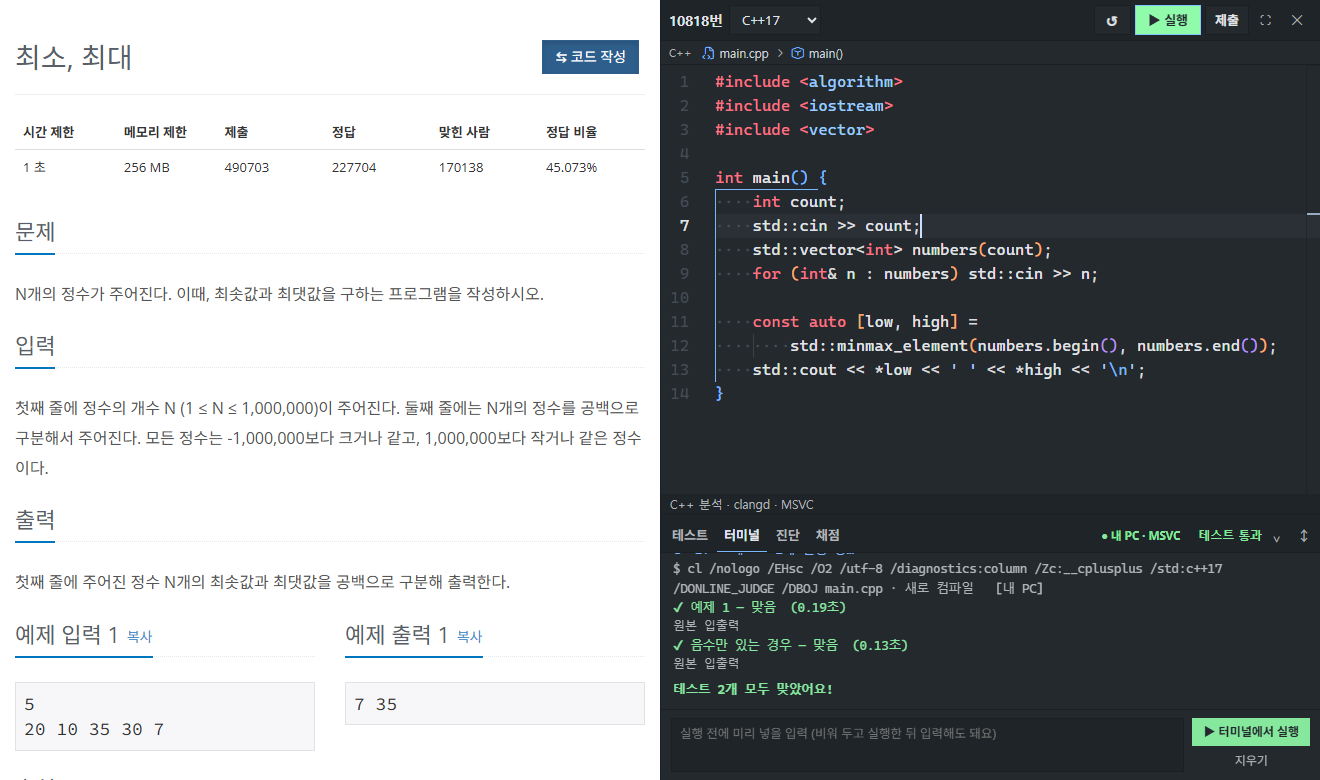 최소, 최대
⇆ 코드 작성
시간 제한 메모리 제한 제출 정답 맞힌 사람 정답 비율
1 초 256 MB 490703 227704 170138 45.073%
문제
N개의 정수가 주어진다. 이때, 최솟값과 최댓값을 구하는 프로그램을 작성하시오.
입력
첫째 줄에 정수의 개수 N (1 ≤ N ≤ 1,000,000)이 주어진다. 둘째 줄에는 N개의 정수를 공백으로
구분해서 주어진다. 모든 정수는 -1,000,000보다 크거나 같고, 1,000,000보다 작거나 같은 정수
이다.
출력
첫째 줄에 주어진 정수 N개의 최솟값과 최댓값을 공백으로 구분해 출력한다.
예제 입력 1 복사
5
20 10 35 30 7
예제 출력 1 복사
7 35
10818번 C++17 ↺ ▶ 실행 제출
C++ main.cpp > main()
1 #include <algorithm>
2 #include <iostream>
3 #include <vector>
4
5 int main() {
6 ····int count;
7 ····std::cin >> count;
8 ····std::vector<int> numbers(count);
9 ····for (int& n : numbers) std::cin >> n;
10
11 ····const auto [low, high] =
12 ········std::minmax_element(numbers.begin(), numbers.end());
13 ····std::cout << *low << ' ' << *high << '\n';
14 }
C++ 분석 · clangd · MSVC
테스트 터미널 진단 채점 ● 내 PC · MSVC 테스트 통과
$ cl /nologo /EHsc /O2 /utf-8 /diagnostics:column /Zc:__cplusplus /std:c++17
/DONLINE_JUDGE /DBOJ main.cpp · 새로 컴파일 [내 PC]
✓ 예제 1 — 맞음 (0.19초)
원본 입출력
✓ 음수만 있는 경우 — 맞음 (0.13초)
원본 입출력
테스트 2개 모두 맞았어요!
실행 전에 미리 넣을 입력 (비워 두고 실행한 뒤 입력해도 돼요)
▶ 터미널에서 실행
지우기